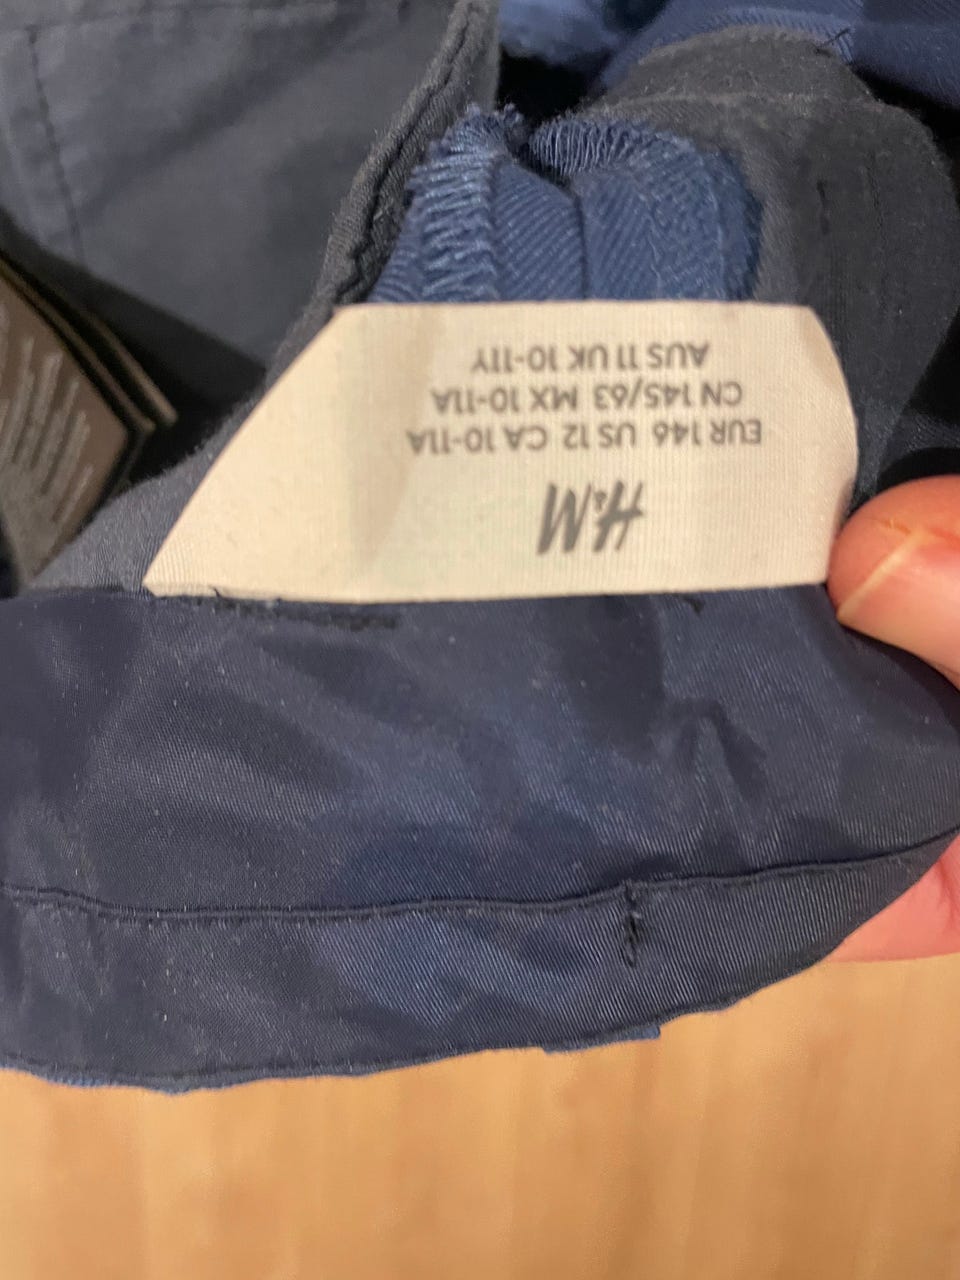 H&M
EUR 146 US 12 CA 10-11A
CN 145/63 MX 10-11A
AUS 11 UK 10-11Y